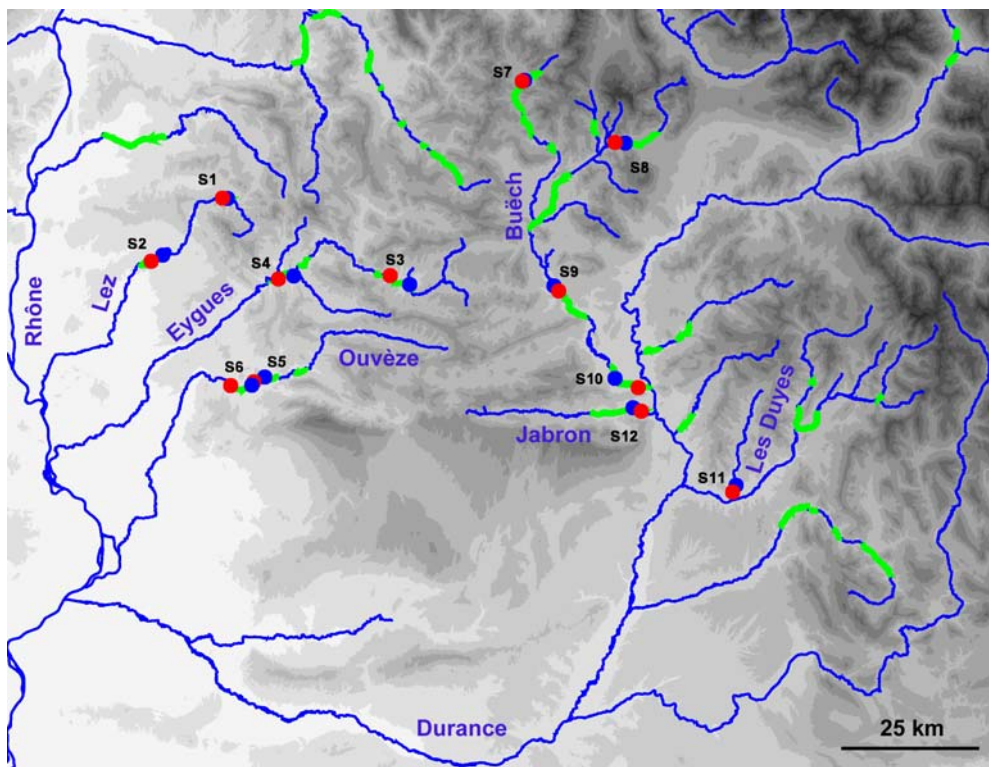 S7
S8
S1
Buëch
S2
S3
S4
S9
Rhône
Lez
Eygues
Ouvèze
S6
S5
S10
Les Duyes
Jabron
S12
S11
Durance
25 km